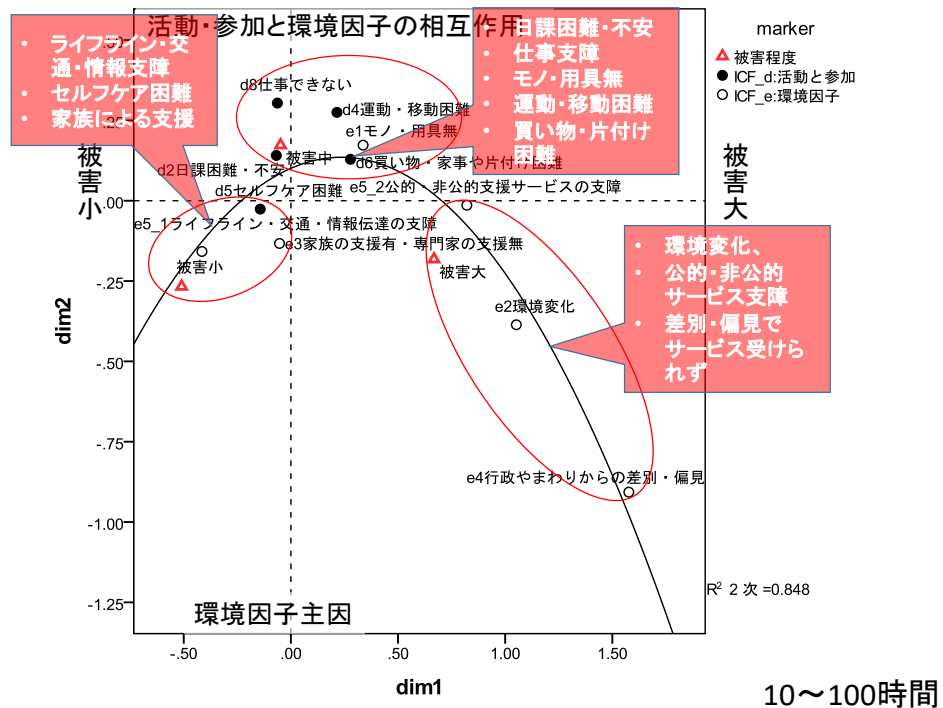 活動・参加と環境因子の相互作用
marker
被害程度
ICF_d:活動と参加
ICF_e:環境因子
• ライフライン・交
通・情報支障
• セルフケア困難
• 家族による支援
• 日課困難・不安
• 仕事支障
• モノ・用具無
• 運動・移動困難
• 買い物・片付け
困難
d8仕事できない
d4運動・移動困難
e1モノ・用具無
被害中
d6買い物・家事や片付け困難
d2日課困難・不安
d5セルフケア困難
e5_2公的・非公的支援サービスの支障
被害小
被害大
.00
e5_1ライフライン・交通・情報伝達の支障
e3家族の支援有・専門家の支援無
被害小
被害大
e2環境変化
e4行政やまわりからの差別・偏見
• 環境変化、
• 公的・非公的
サービス支障
• 差別・偏見で
サービス受けら
れず
-.25
-.50
-.75
-1.00
-1.25
dim2
R² 2 次 =0.848
環境因子主因
-.50 .00 .50 1.00 1.50
dim1
10～100時間